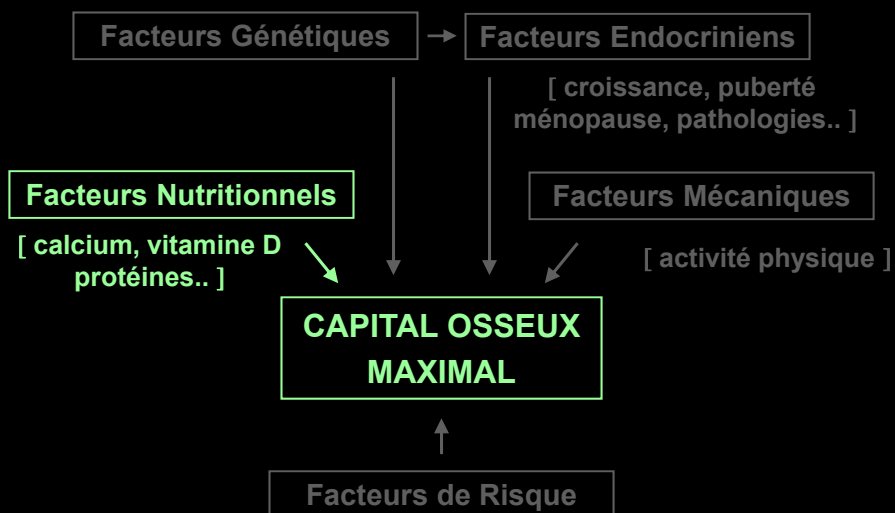 Facteurs Génétiques
Facteurs Endocriniens
[ croissance, puberté
ménopause, pathologies.. ]
Facteurs Nutritionnels
[ calcium, vitamine D
protéines.. ]
Facteurs Mécaniques
[ activité physique ]
CAPITAL OSSEUX
MAXIMAL
Facteurs de Risque